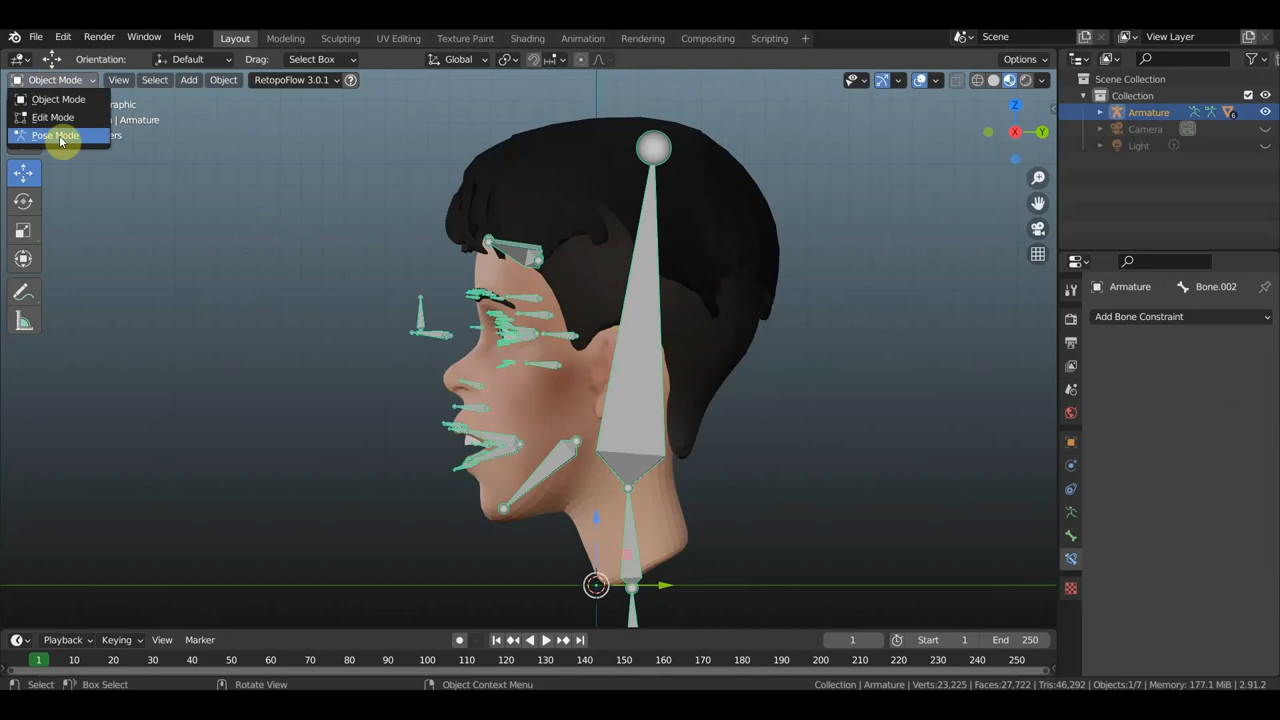 File Edit Render Window Help Layout Modeling Sculpting UV Editing Texture Paint Shading Animation Rendering Compositing Scripting + Scene View Layer
Orientation: Default Drag: Select Box Global Options
Object Mode View Select Add Object RetopoFlow 3.0.1 Scene Collection
Collection
Object Mode graphic
Edit Mode ) Armature
Pose Mode ers
Armature
Camera
Light
X Y Z
Armature Bone.002
Add Bone Constraint
Playback Keying View Marker 1 Start 1 End 250
1 10 20 30 40 50 60 70 80 90 100 110 120 130 140 150 160 170 180 190 200 210 220 230 240 250
Select Box Select Rotate View Object Context Menu Collection | Armature | Verts:23,225 | Faces:27,722 | Tris:46,292 | Objects:1/7 | Memory: 177.1 MiB | 2.91.2